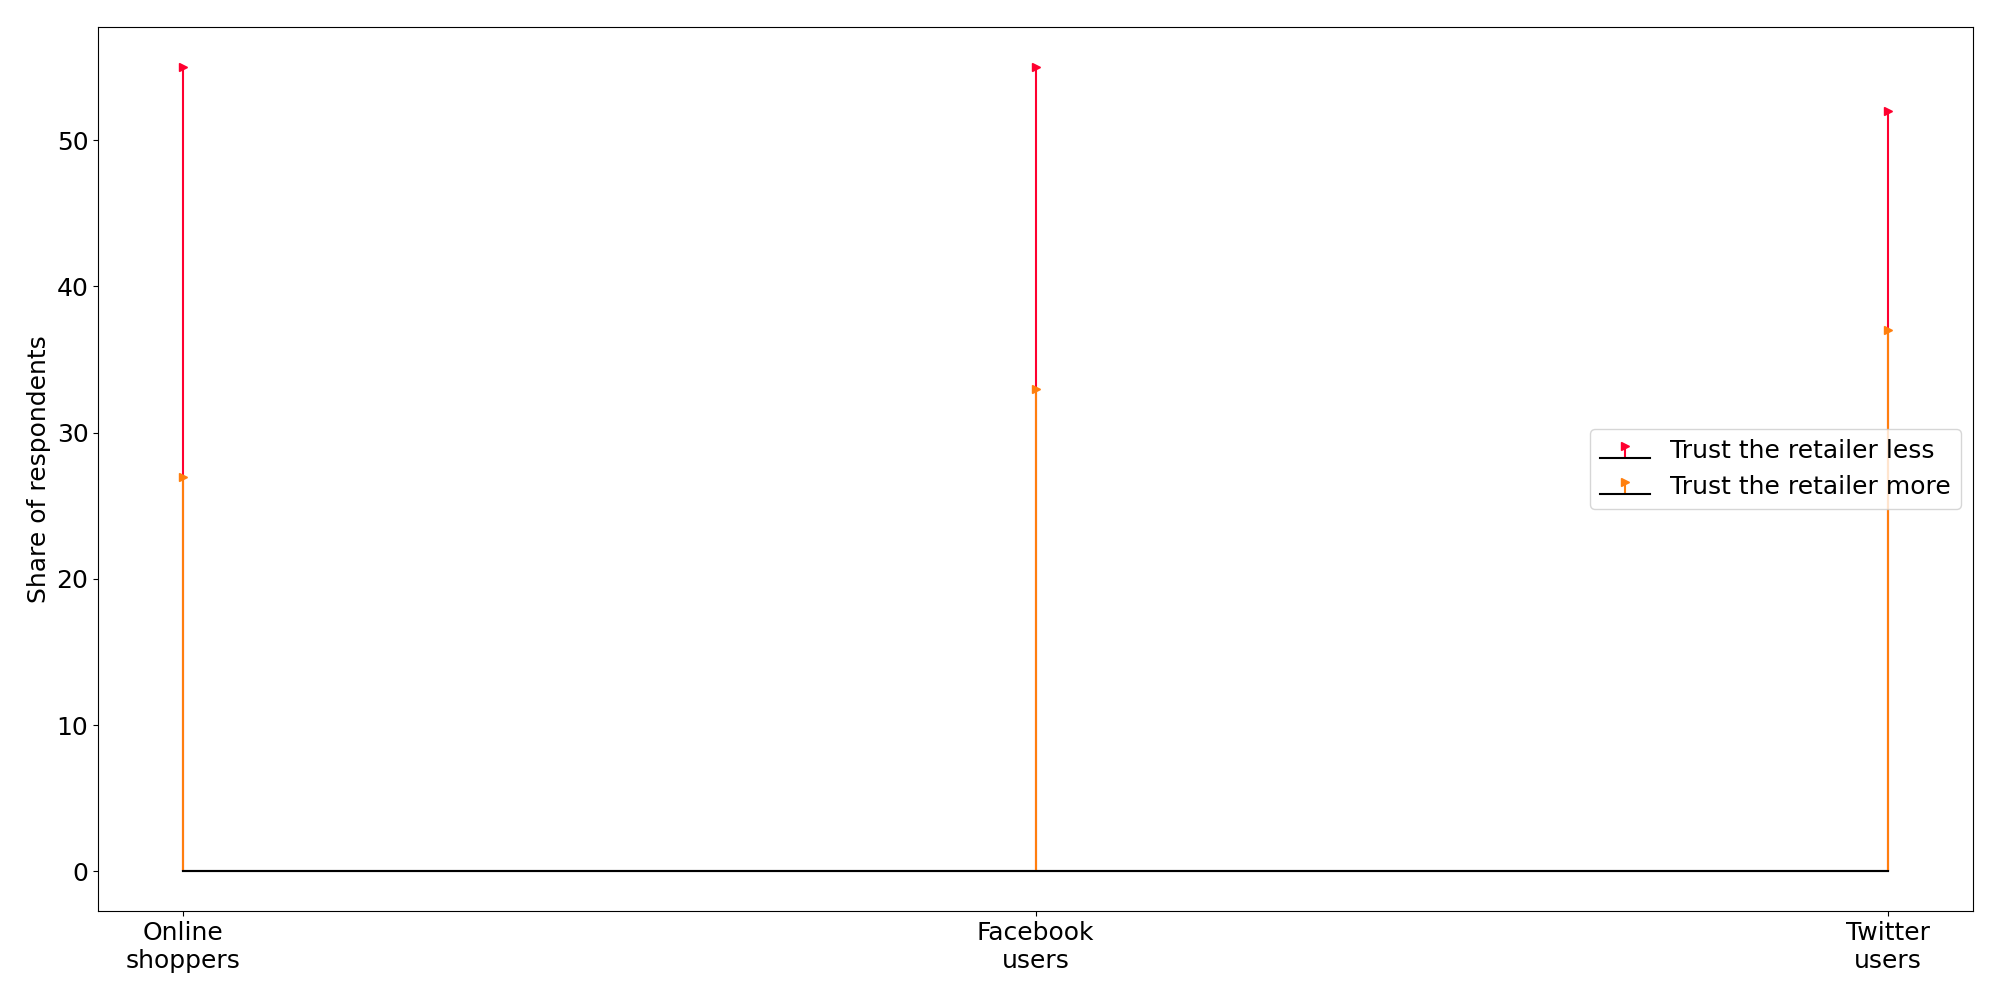 Share of respondents
50
40
30
20
10
0
Online
shoppers
Facebook
users
Twitter
users
Trust the retailer less
Trust the retailer more